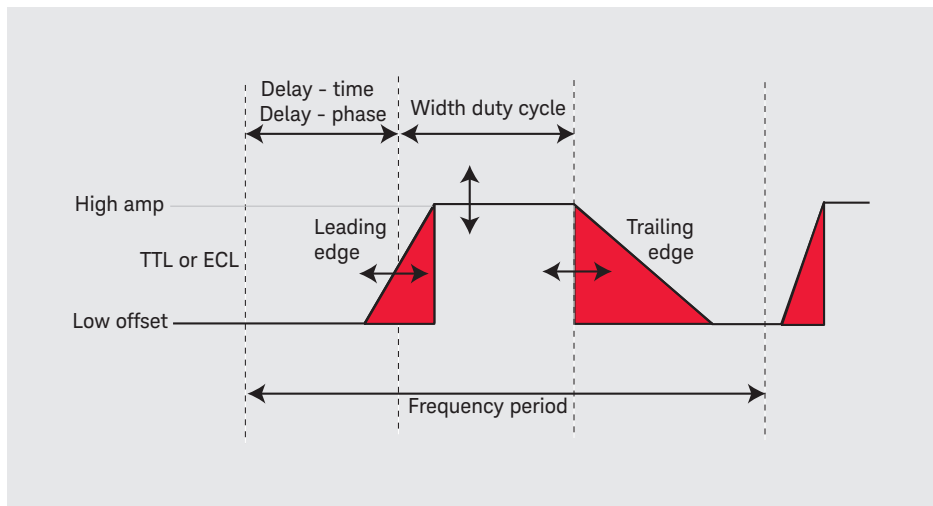 Delay - time
Delay - phase
Width duty cycle
High amp
Leading
edge
Trailing
edge
TTL or ECL
Low offset
Frequency period